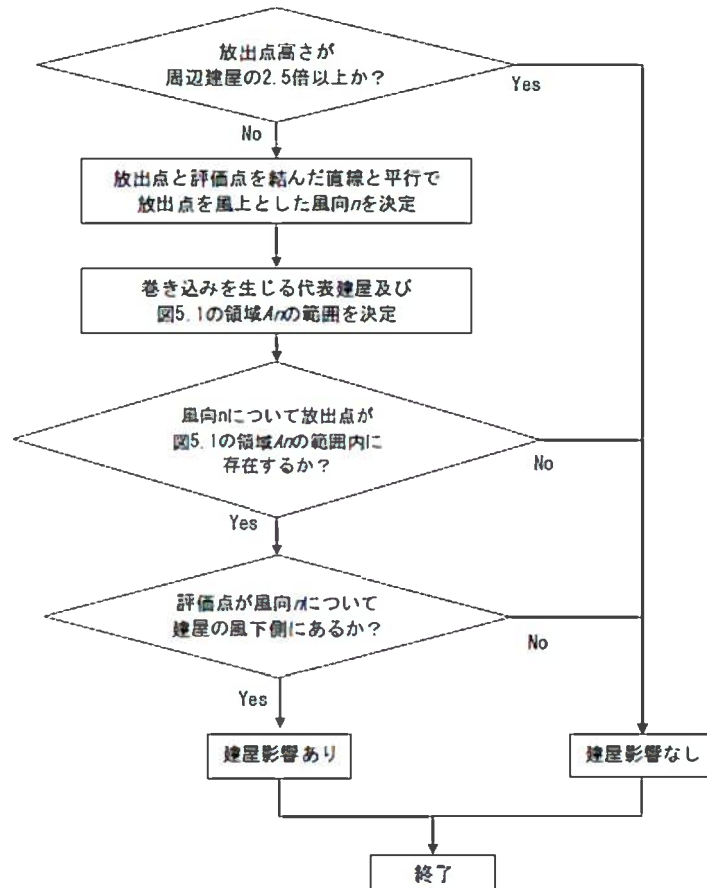 放出点高さが
周辺建屋の2.5倍以上か？
Yes
No
放出点と評価点を結んだ直線と平行で
放出点を風上とした風向nを決定
巻き込みを生じる代表建屋及び
図5.1の領域Anの範囲を決定
風向nについて放出点が
図5.1の領域Anの範囲内に
存在するか？
No
Yes
評価点が風向nについて
建屋の風下側にあるか？
No
Yes
建屋影響あり
建屋影響なし
終了